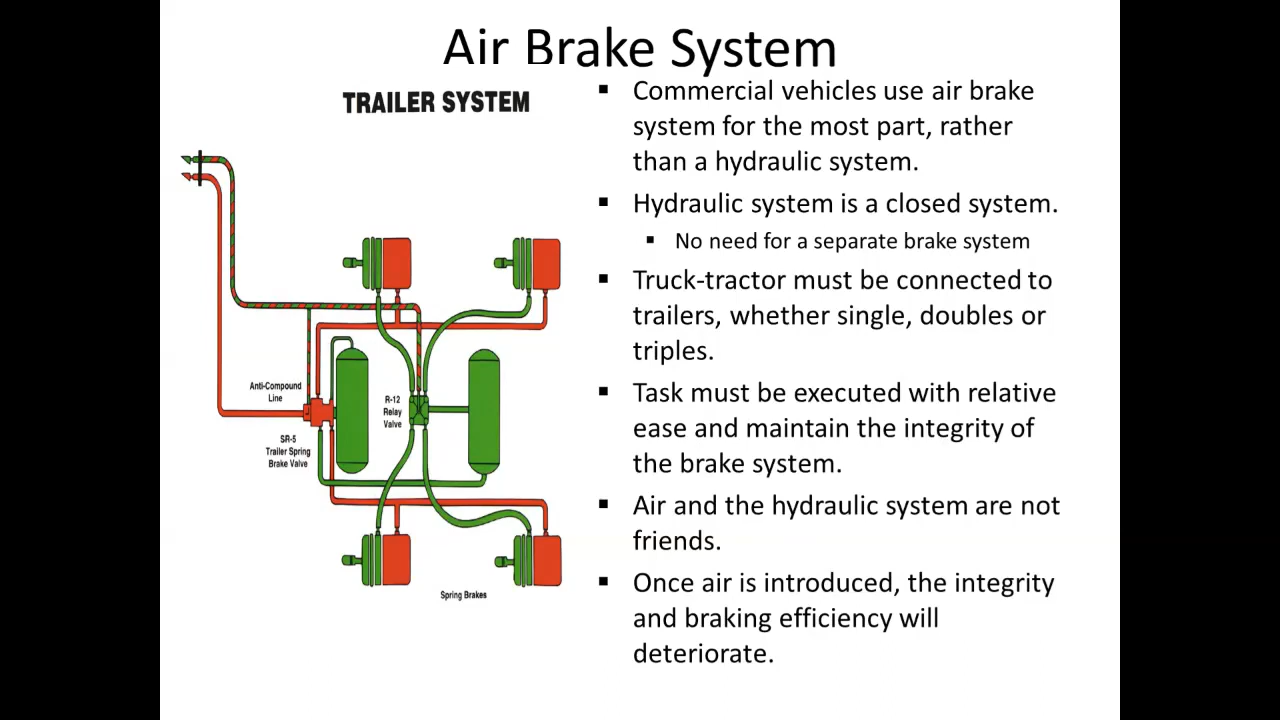 Air Brake System
TRAILER SYSTEM
Anti-Compound
Line
SR-5
Trailer Spring
Brake Valve
R-12
Relay
Valve
Spring Brakes
▪ Commercial vehicles use air brake
system for the most part, rather
than a hydraulic system.
▪ Hydraulic system is a closed system.
▪ No need for a separate brake system
▪ Truck-tractor must be connected to
trailers, whether single, doubles or
triples.
▪ Task must be executed with relative
ease and maintain the integrity of
the brake system.
▪ Air and the hydraulic system are not
friends.
▪ Once air is introduced, the integrity
and braking efficiency will
deteriorate.